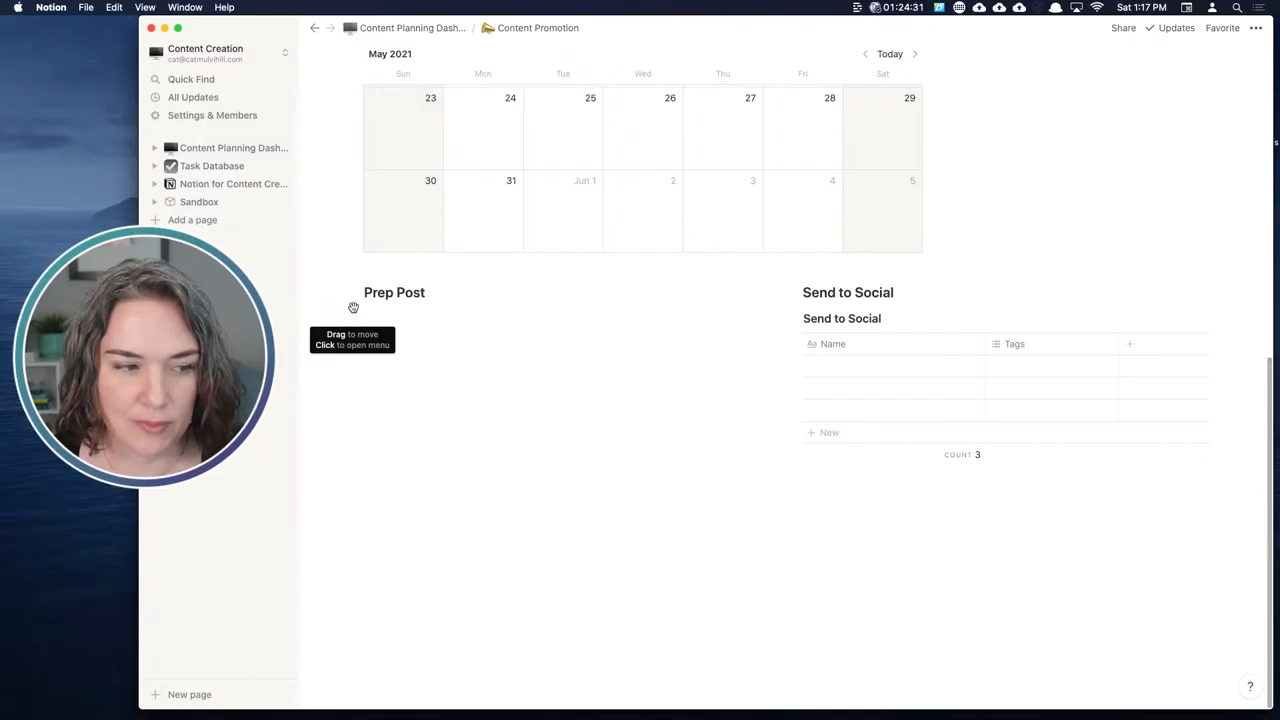 Notion File Edit View Window Help
01:24:31
Sat 1:17 PM
Content Creation
cat@catmulvihill.com
Quick Find
All Updates
Settings & Members
Content Planning Dash...
Task Database
Notion for Content Cre...
Sandbox
Add a page
New page
Content Planning Dash... / Content Promotion
Share Updates Favorite
May 2021
Today
Sun Mon Tue Wed Thu Fri Sat
23 24 25 26 27 28 29
30 31 Jun 1 2 3 4 5
Prep Post
Drag to move
Click to open menu
Send to Social
Send to Social
Aa Name Tags +
+ New
COUNT 3
?